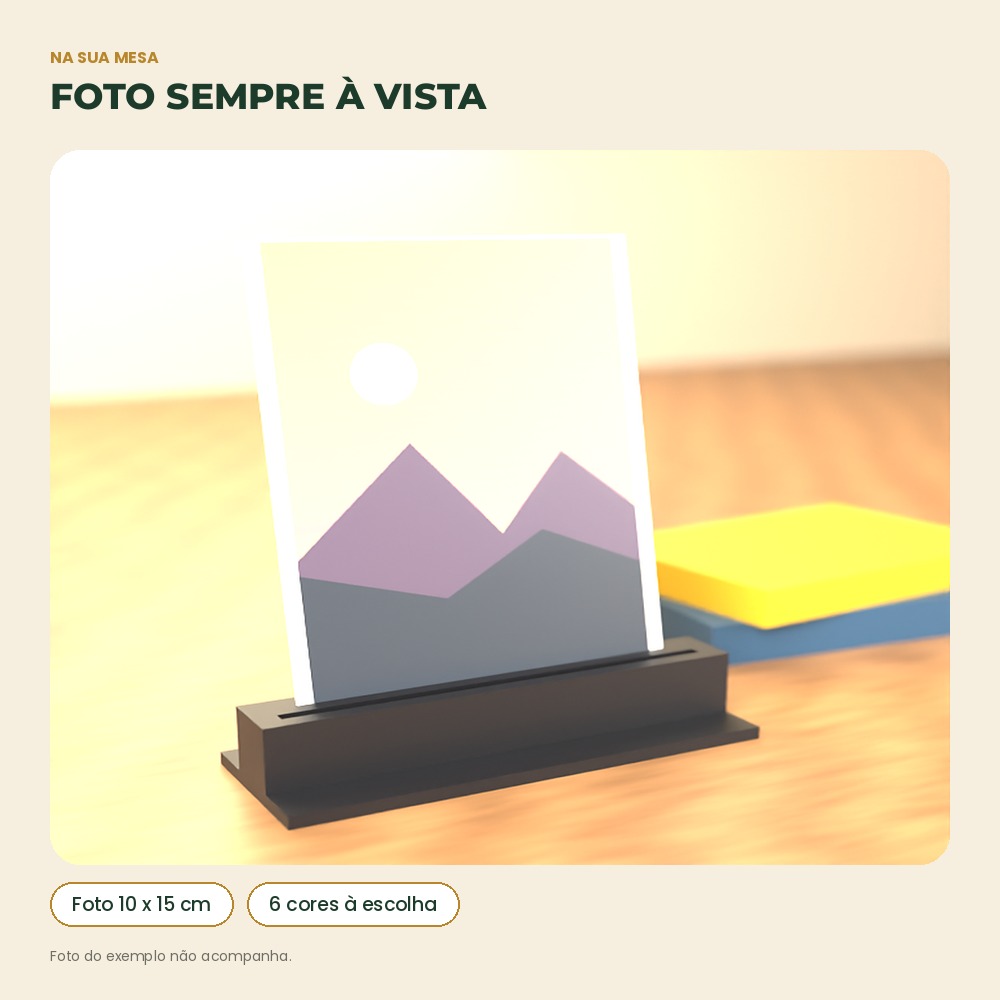 NA SUA MESA
FOTO SEMPRE À VISTA
Foto 10 x 15 cm
6 cores à escolha
Foto do exemplo não acompanha.